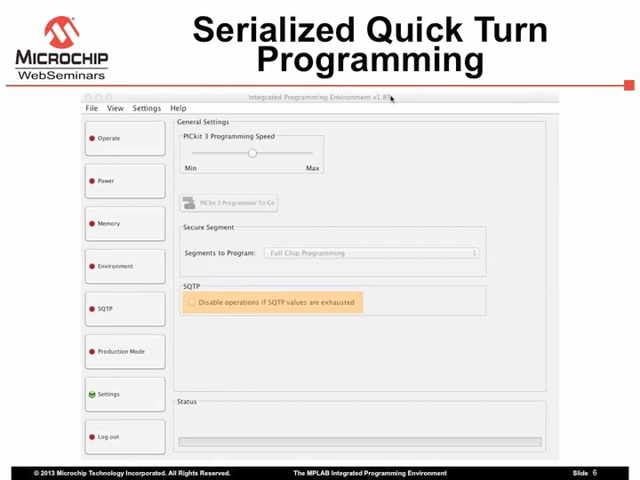 Serialized Quick Turn
Programming
MICROCHIP
WebSeminars
Integrated Programming Environment v1.81
File View Settings Help
Operate
Power
Memory
Environment
SQTP
Production Mode
Settings
Log out
General Settings
PICkit 3 Programming Speed
Min Max
PICkit 3 Programmer To Go
Secure Segment
Segments to Program: Full Chip Programming
SQTP
Disable operations if SQTP values are exhausted
Status
© 2013 Microchip Technology Incorporated. All Rights Reserved. The MPLAB Integrated Programming Environment Slide 6